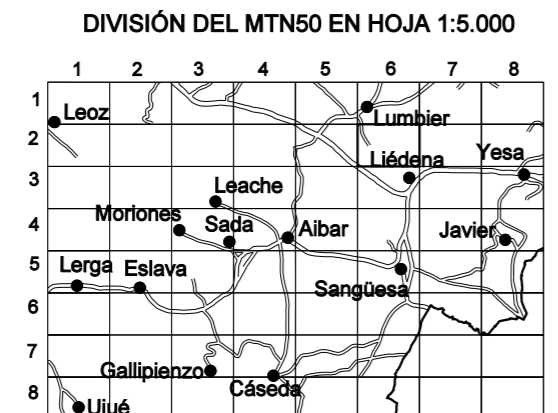 DIVISIÓN DEL MTN50 EN HOJA 1:5.000
1 2 3 4 5 6 7 8
1
Leoz
Lumbier
2
Liédena
Yesa
3
Leache
Moriones
Sada
Aibar
Javier
4
5
Lerga
Eslava
Sangüesa
6
7
Gallipienzo
Cáseda
8
Ujué